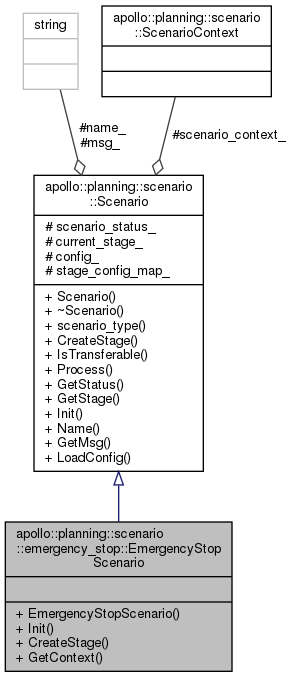 string
apollo::planning::scenario
::ScenarioContext
#name_
#msg_
#scenario_context_
apollo::planning::scenario
::Scenario
# scenario_status_
# current_stage_
# config_
# stage_config_map_
+ Scenario()
+ ~Scenario()
+ scenario_type()
+ CreateStage()
+ IsTransferable()
+ Process()
+ GetStatus()
+ GetStage()
+ Init()
+ Name()
+ GetMsg()
+ LoadConfig()
apollo::planning::scenario
::emergency_stop::EmergencyStop
Scenario
+ EmergencyStopScenario()
+ Init()
+ CreateStage()
+ GetContext()